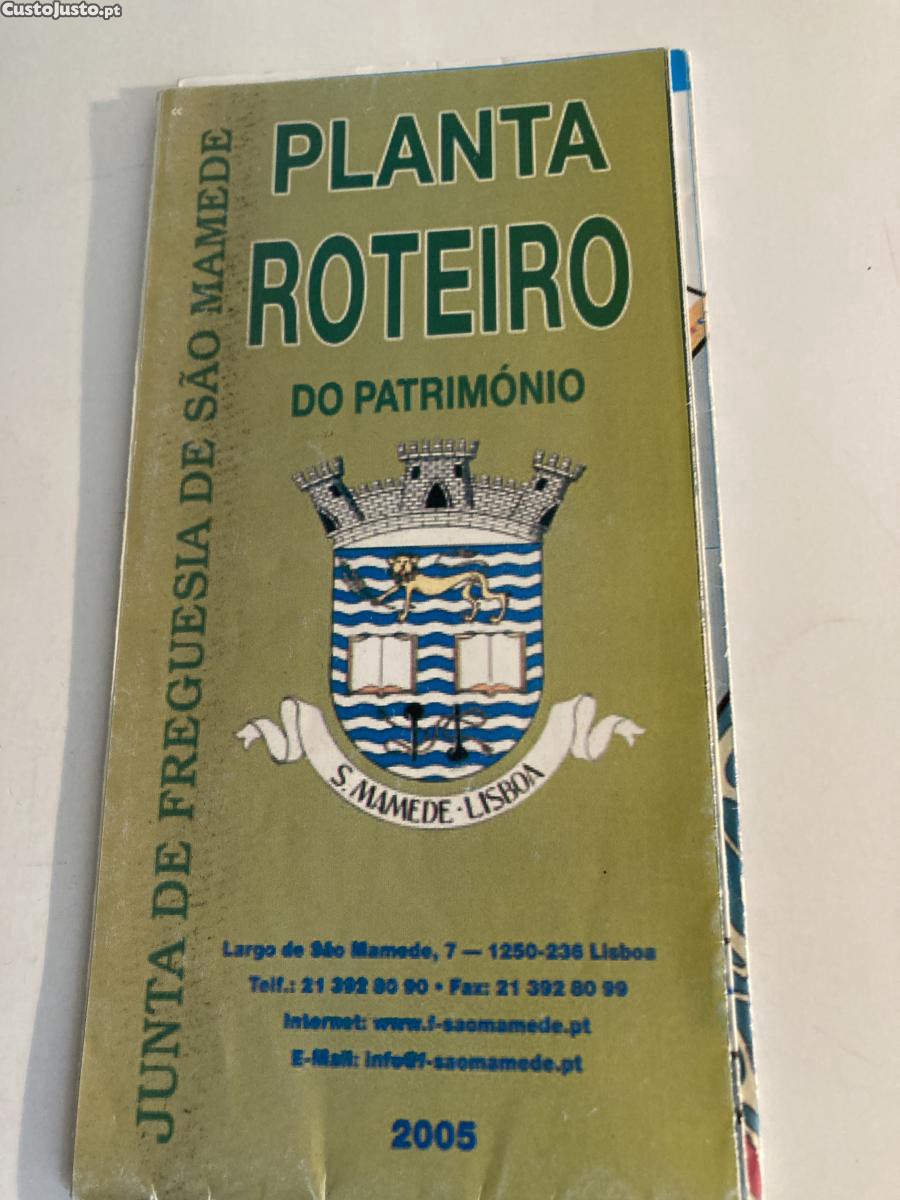 CustoJusto.pt
JUNTA DE FREGUESIA DE SÃO MAMEDE
PLANTA
ROTEIRO
DO PATRIMÓNIO
S. MAMEDE · LISBOA
Largo de São Mamede, 7 — 1250-236 Lisboa
Telf.: 21 392 80 90 • Fax: 21 392 80 99
Internet: www.f-saomamede.pt
E-Mail: info@f-saomamede.pt
2005